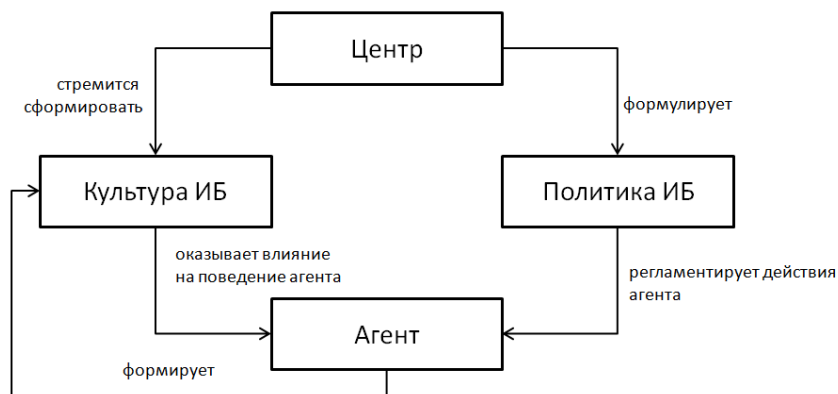 Центр
стремится
сформировать
формулирует
Культура ИБ
Политика ИБ
оказывает влияние
на поведение агента
регламентирует действия
агента
Агент
формирует